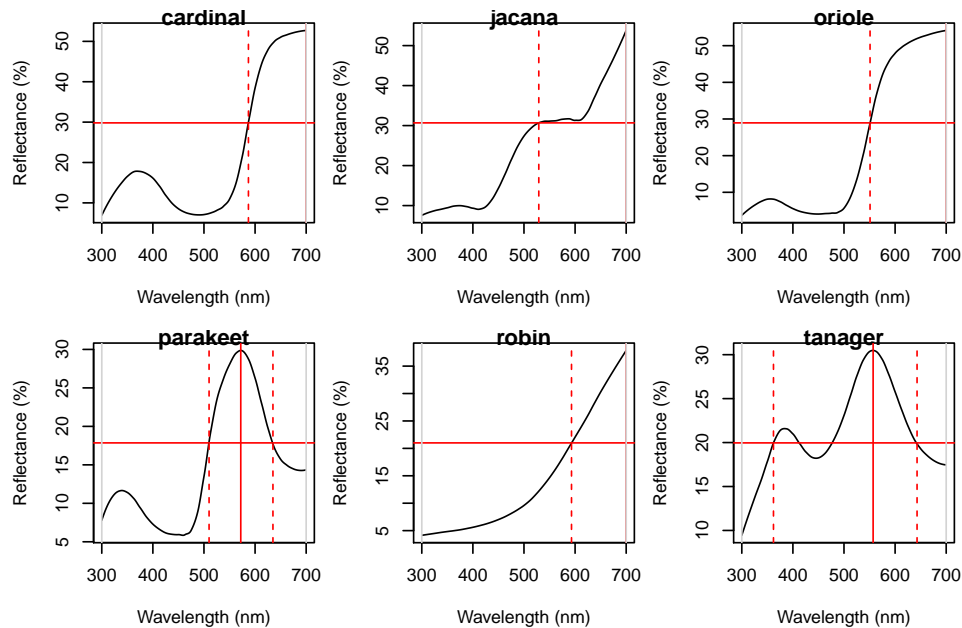 cardinal
Reflectance (%)
10 20 30 40 50
300 400 500 600 700
Wavelength (nm)
jacana
Reflectance (%)
10 20 30 40 50
300 400 500 600 700
Wavelength (nm)
oriole
Reflectance (%)
10 20 30 40 50
300 400 500 600 700
Wavelength (nm)
parakeet
Reflectance (%)
5 10 15 20 25 30
300 400 500 600 700
Wavelength (nm)
robin
Reflectance (%)
5 15 25 35
300 400 500 600 700
Wavelength (nm)
tanager
Reflectance (%)
10 15 20 25 30
300 400 500 600 700
Wavelength (nm)